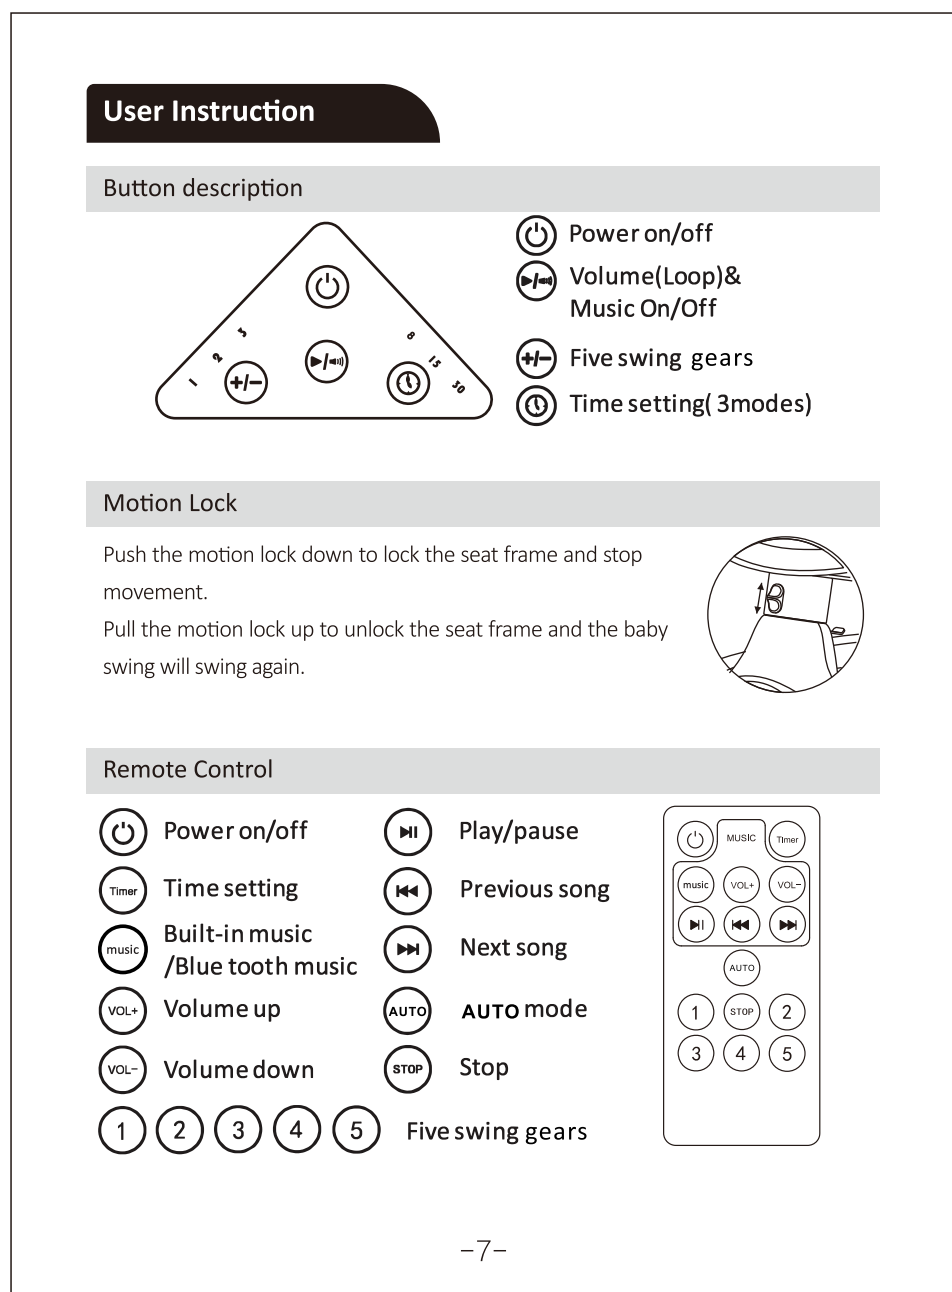 User Instruction
Button description
1 2 3
+/-
8 15 30
Power on/off
Volume(Loop)&
Music On/Off
+/-
Five swing gears
Time setting( 3modes)
Motion Lock
Push the motion lock down to lock the seat frame and stop
movement.
Pull the motion lock up to unlock the seat frame and the baby
swing will swing again.
Remote Control
Power on/off
Play/pause
Timer Time setting
Previous song
music Built-in music
/Blue tooth music
Next song
VOL+ Volume up
AUTO AUTO mode
VOL- Volume down
STOP Stop
1 2 3 4 5 Five swing gears
MUSIC Timer
music VOL+ VOL-
AUTO
1 STOP 2
3 4 5
-7-